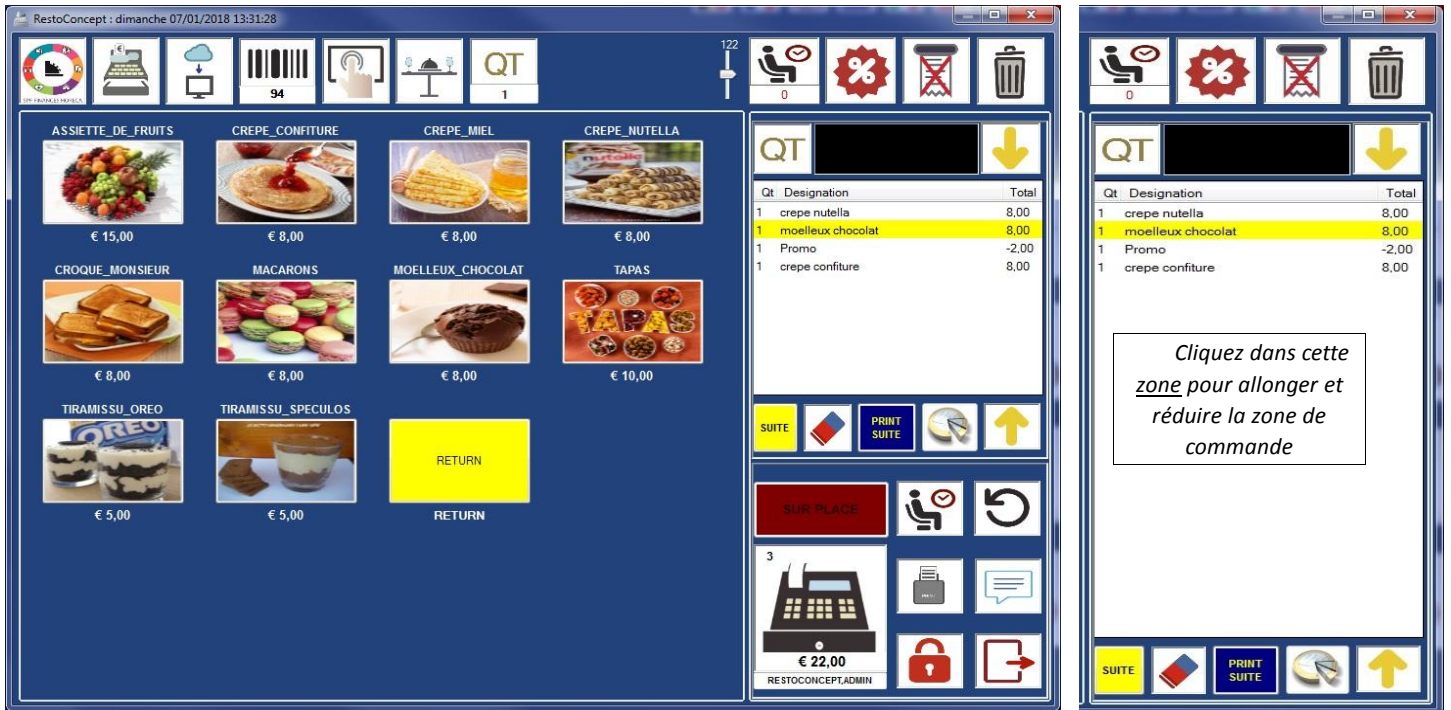 RestoConcept : dimanche 07/01/2018 13:31:28
SPF FINANCES HORECA
94
QT
1
122
0
%
0
%
ASSIETTE_DE_FRUITS
CREPE_CONFITURE
CREPE_MIEL
CREPE_NUTELLA
nutella
€ 15,00
€ 8,00
€ 8,00
€ 8,00
CROQUE_MONSIEUR
MACARONS
MOELLEUX_CHOCOLAT
TAPAS
TAPAS
€ 8,00
€ 8,00
€ 8,00
€ 10,00
TIRAMISSU_OREO
TIRAMISSU_SPECULOS
OREO
RETURN
€ 5,00
€ 5,00
RETURN
QT
Qt Designation Total
1 crepe nutella 8,00
1 moelleux chocolat 8,00
1 Promo -2,00
1 crepe confiture 8,00
SUITE
PRINT
SUITE
SUR PLACE
3
€ 22,00
RESTOCONCEPT,ADMIN
QT
Qt Designation Total
1 crepe nutella 8,00
1 moelleux chocolat 8,00
1 Promo -2,00
1 crepe confiture 8,00
Cliquez dans cette
zone pour allonger et
réduire la zone de
commande
SUITE
PRINT
SUITE